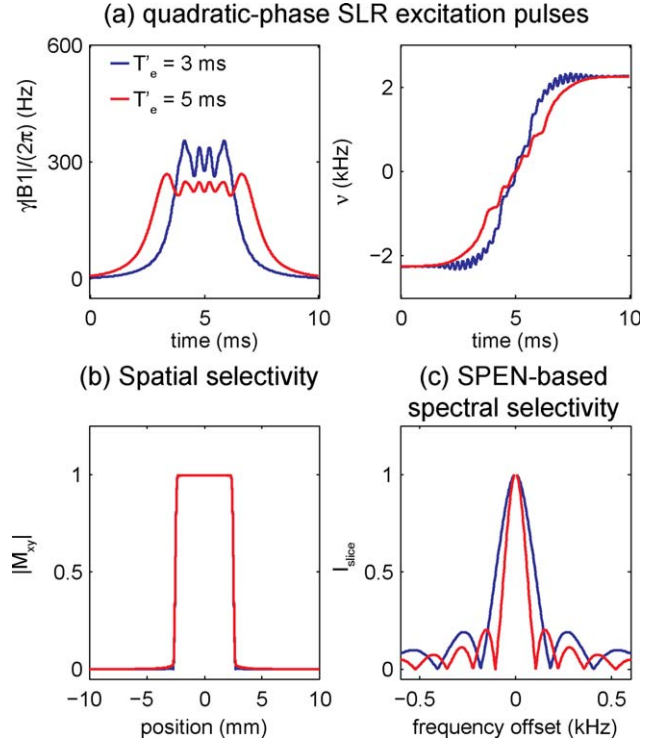 (a) quadratic-phase SLR excitation pulses
600
300
0
γ|B1|/(2π) (Hz)
T'e = 3 ms
T'e = 5 ms
0 5 10
time (ms)
2
0
−2
ν (kHz)
0 5 10
time (ms)
(b) Spatial selectivity
1
0.5
0
|Mxy|
−10 −5 0 5 10
position (mm)
(c) SPEN-based
spectral selectivity
1
0.5
0
Islice
−0.5 0 0.5
frequency offset (kHz)